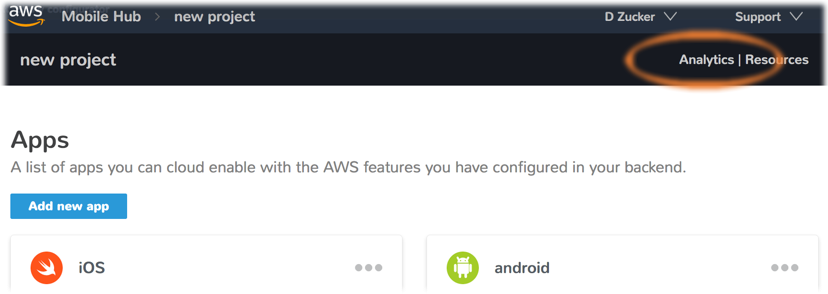 aws Mobile Hub > new project D Zucker Support
new project Analytics | Resources
Apps
A list of apps you can cloud enable with the AWS features you have configured in your backend.
Add new app
iOS android